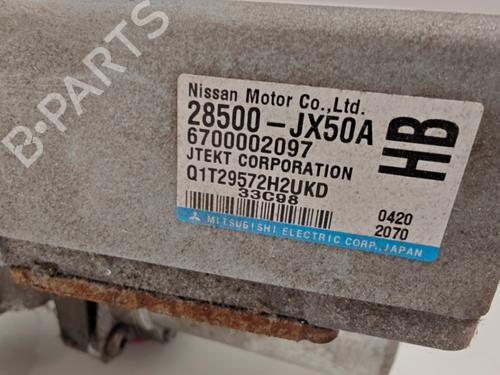 B-PARTS
Nissan Motor Co.,Ltd.
28500-JX50A
6700002097
JTEKT CORPORATION
Q1T29572H2UKD
33C98
HB
0420
2070
MITSUBISHI ELECTRIC CORP.,JAPAN